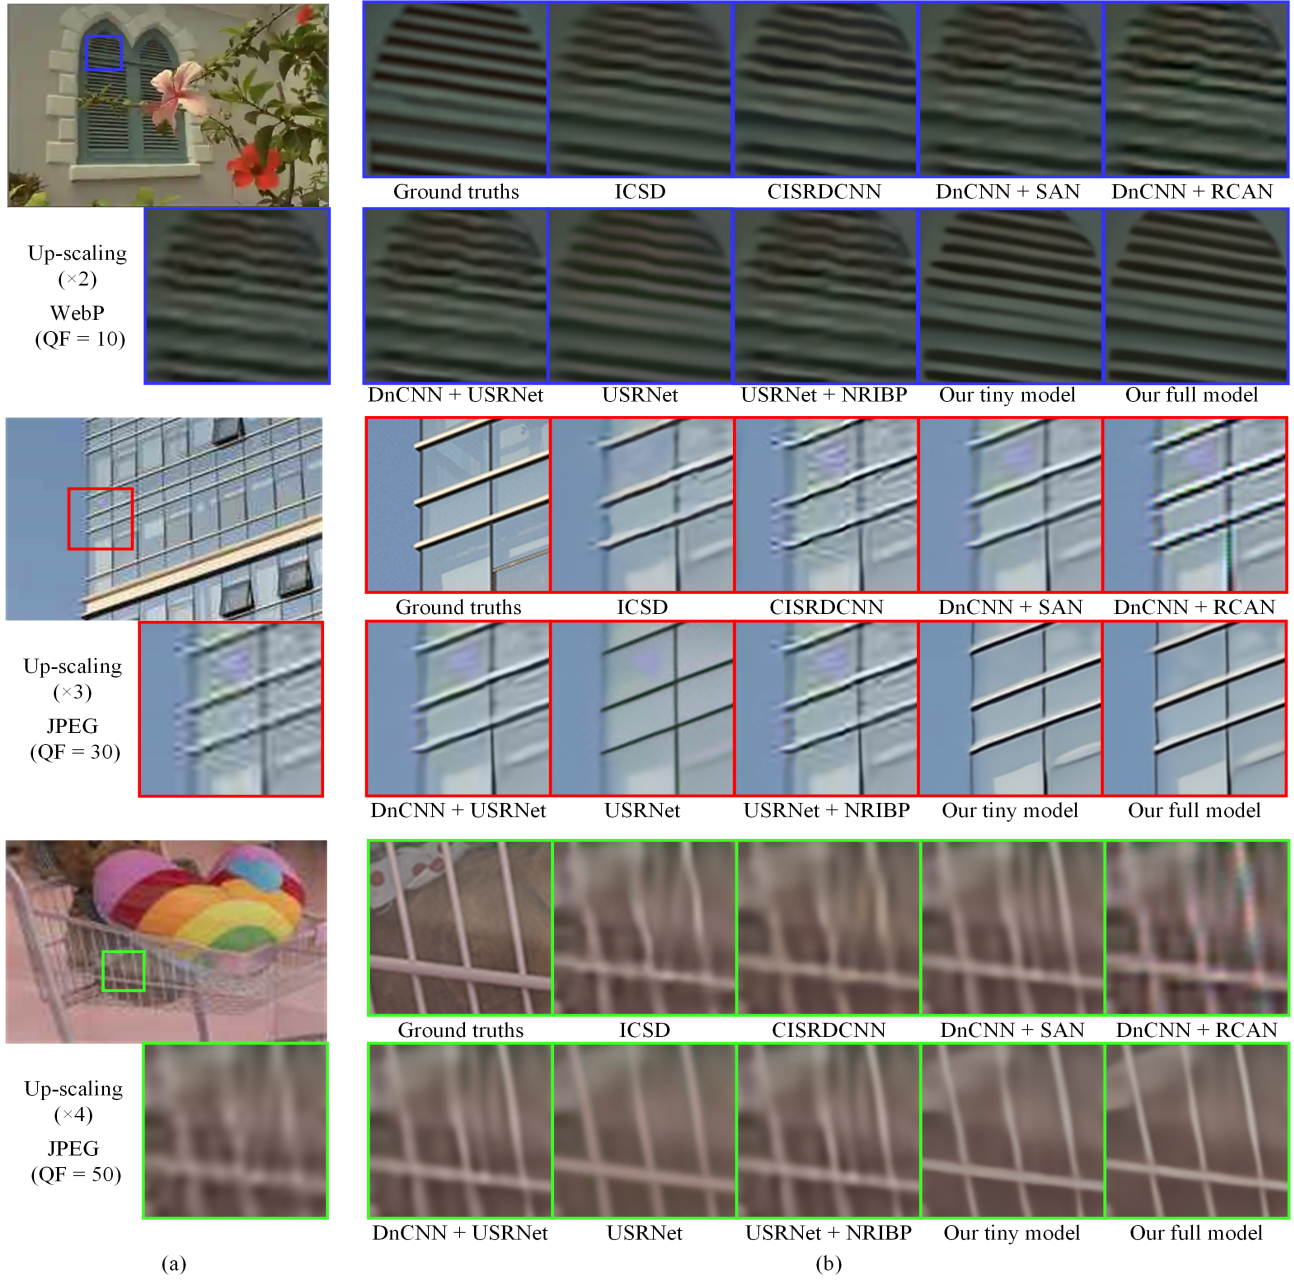 Ground truths ICSD CISRDCNN DnCNN + SAN DnCNN + RCAN
Up-scaling
(×2)
WebP
(QF = 10)
DnCNN + USRNet USRNet USRNet + NRIBP Our tiny model Our full model
Ground truths ICSD CISRDCNN DnCNN + SAN DnCNN + RCAN
Up-scaling
(×3)
JPEG
(QF = 30)
DnCNN + USRNet USRNet USRNet + NRIBP Our tiny model Our full model
Ground truths ICSD CISRDCNN DnCNN + SAN DnCNN + RCAN
Up-scaling
(×4)
JPEG
(QF = 50)
DnCNN + USRNet USRNet USRNet + NRIBP Our tiny model Our full model
(a) (b)